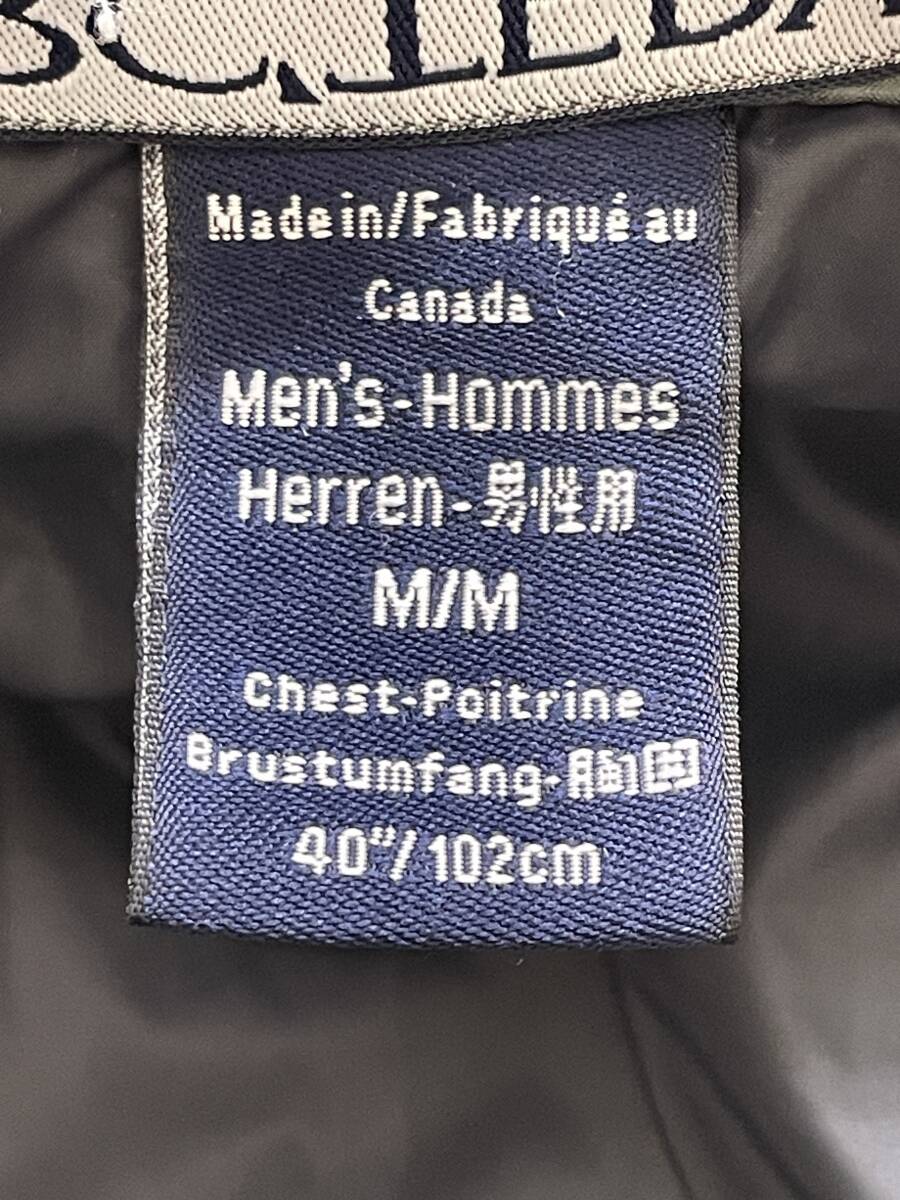 Made in/Fabriqué au
Canada
Men's-Hommes
Herren-男性用
M/M
Chest-Poitrine
Brustumfang-胸囲
40"/102cm